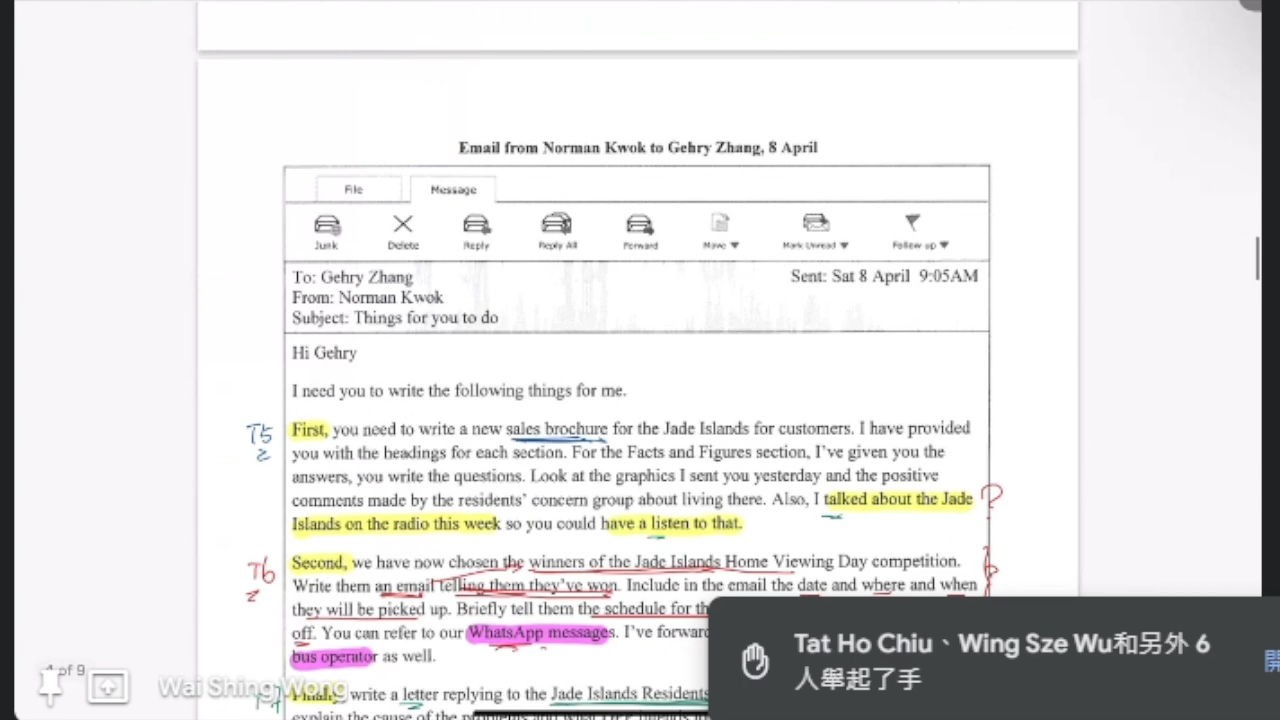 Email from Norman Kwok to Gehry Zhang, 8 April
File Message
Junk Delete Reply Reply All Forward Move Mark Unread Follow up
To: Gehry Zhang Sent: Sat 8 April 9:05AM
From: Norman Kwok
Subject: Things for you to do
Hi Gehry
I need you to write the following things for me.
T5 First, you need to write a new sales brochure for the Jade Islands for customers. I have provided
2 you with the headings for each section. For the Facts and Figures section, I've given you the
answers, you write the questions. Look at the graphics I sent you yesterday and the positive
comments made by the residents' concern group about living there. Also, I talked about the Jade
Islands on the radio this week so you could have a listen to that.
Second, we have now chosen the winners of the Jade Islands Home Viewing Day competition.
T6 Write them an email telling them they've won. Include in the email the date and where and when
2 they will be picked up. Briefly tell them the schedule for th
off. You can refer to our WhatsApp messages. I've forward
bus operator as well.
of 9
Wai Shing Wong
Finally write a letter replying to the Jade Islands Residents
explain the cause of the
Tat Ho Chiu、Wing Sze Wu和另外 6
人舉起了手
開